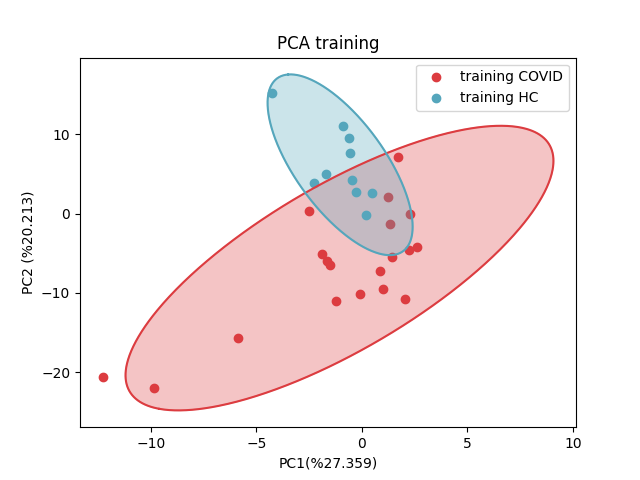 PCA training
training COVID
training HC
10
0
−10
−20
PC2 (%20.213)
−10
−5
0
5
10
PC1(%27.359)